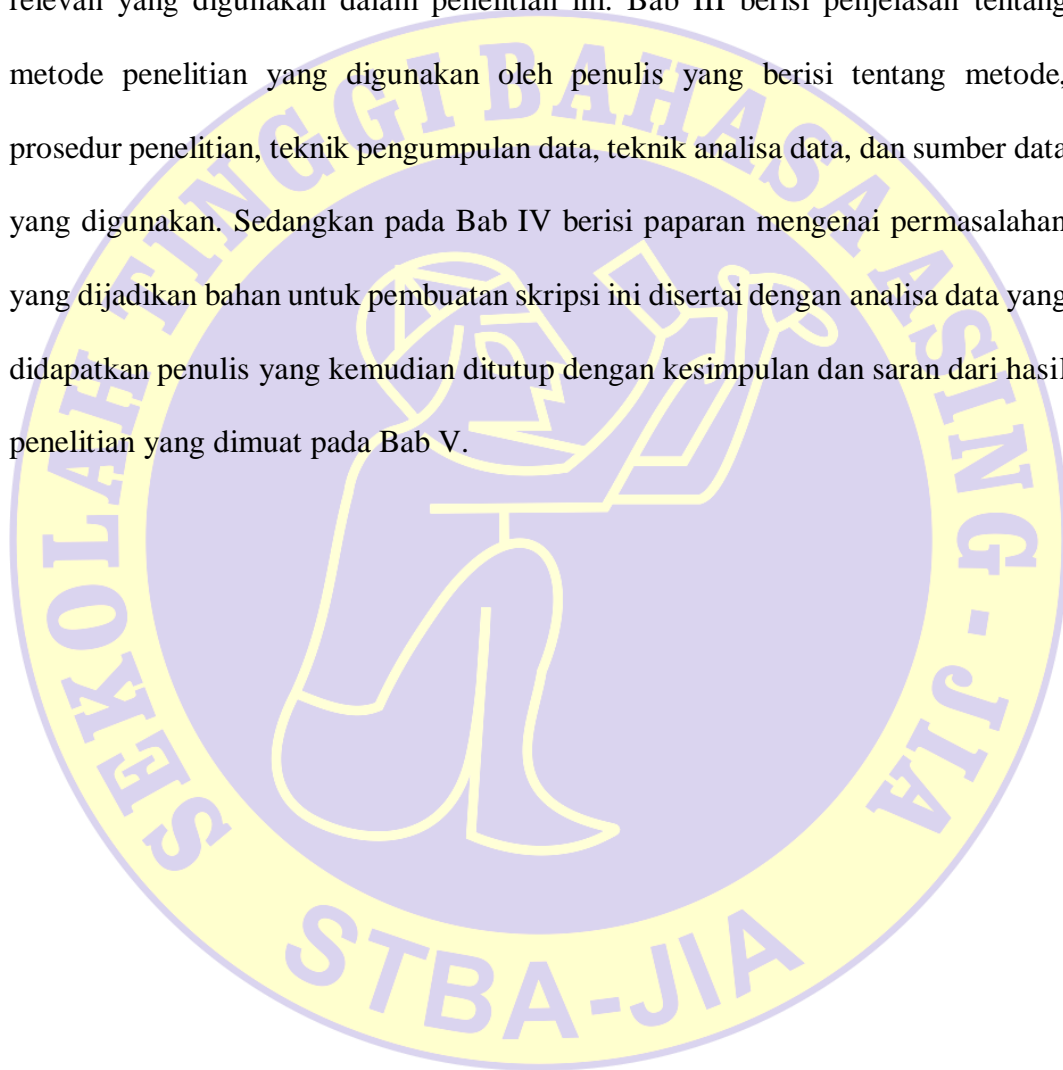 relevan yang digunakan dalam penelitian ini. Bab III berisi penjelasan tentang
metode penelitian yang digunakan oleh penulis yang berisi tentang metode,
prosedur penelitian, teknik pengumpulan data, teknik analisa data, dan sumber data
yang digunakan. Sedangkan pada Bab IV berisi paparan mengenai permasalahan
yang dijadikan bahan untuk pembuatan skripsi ini disertai dengan analisa data yang
didapatkan penulis yang kemudian ditutup dengan kesimpulan dan saran dari hasil
penelitian yang dimuat pada Bab V.
SEKOLAH TINGGI BAHASA ASING - JIA
STBA-JIA